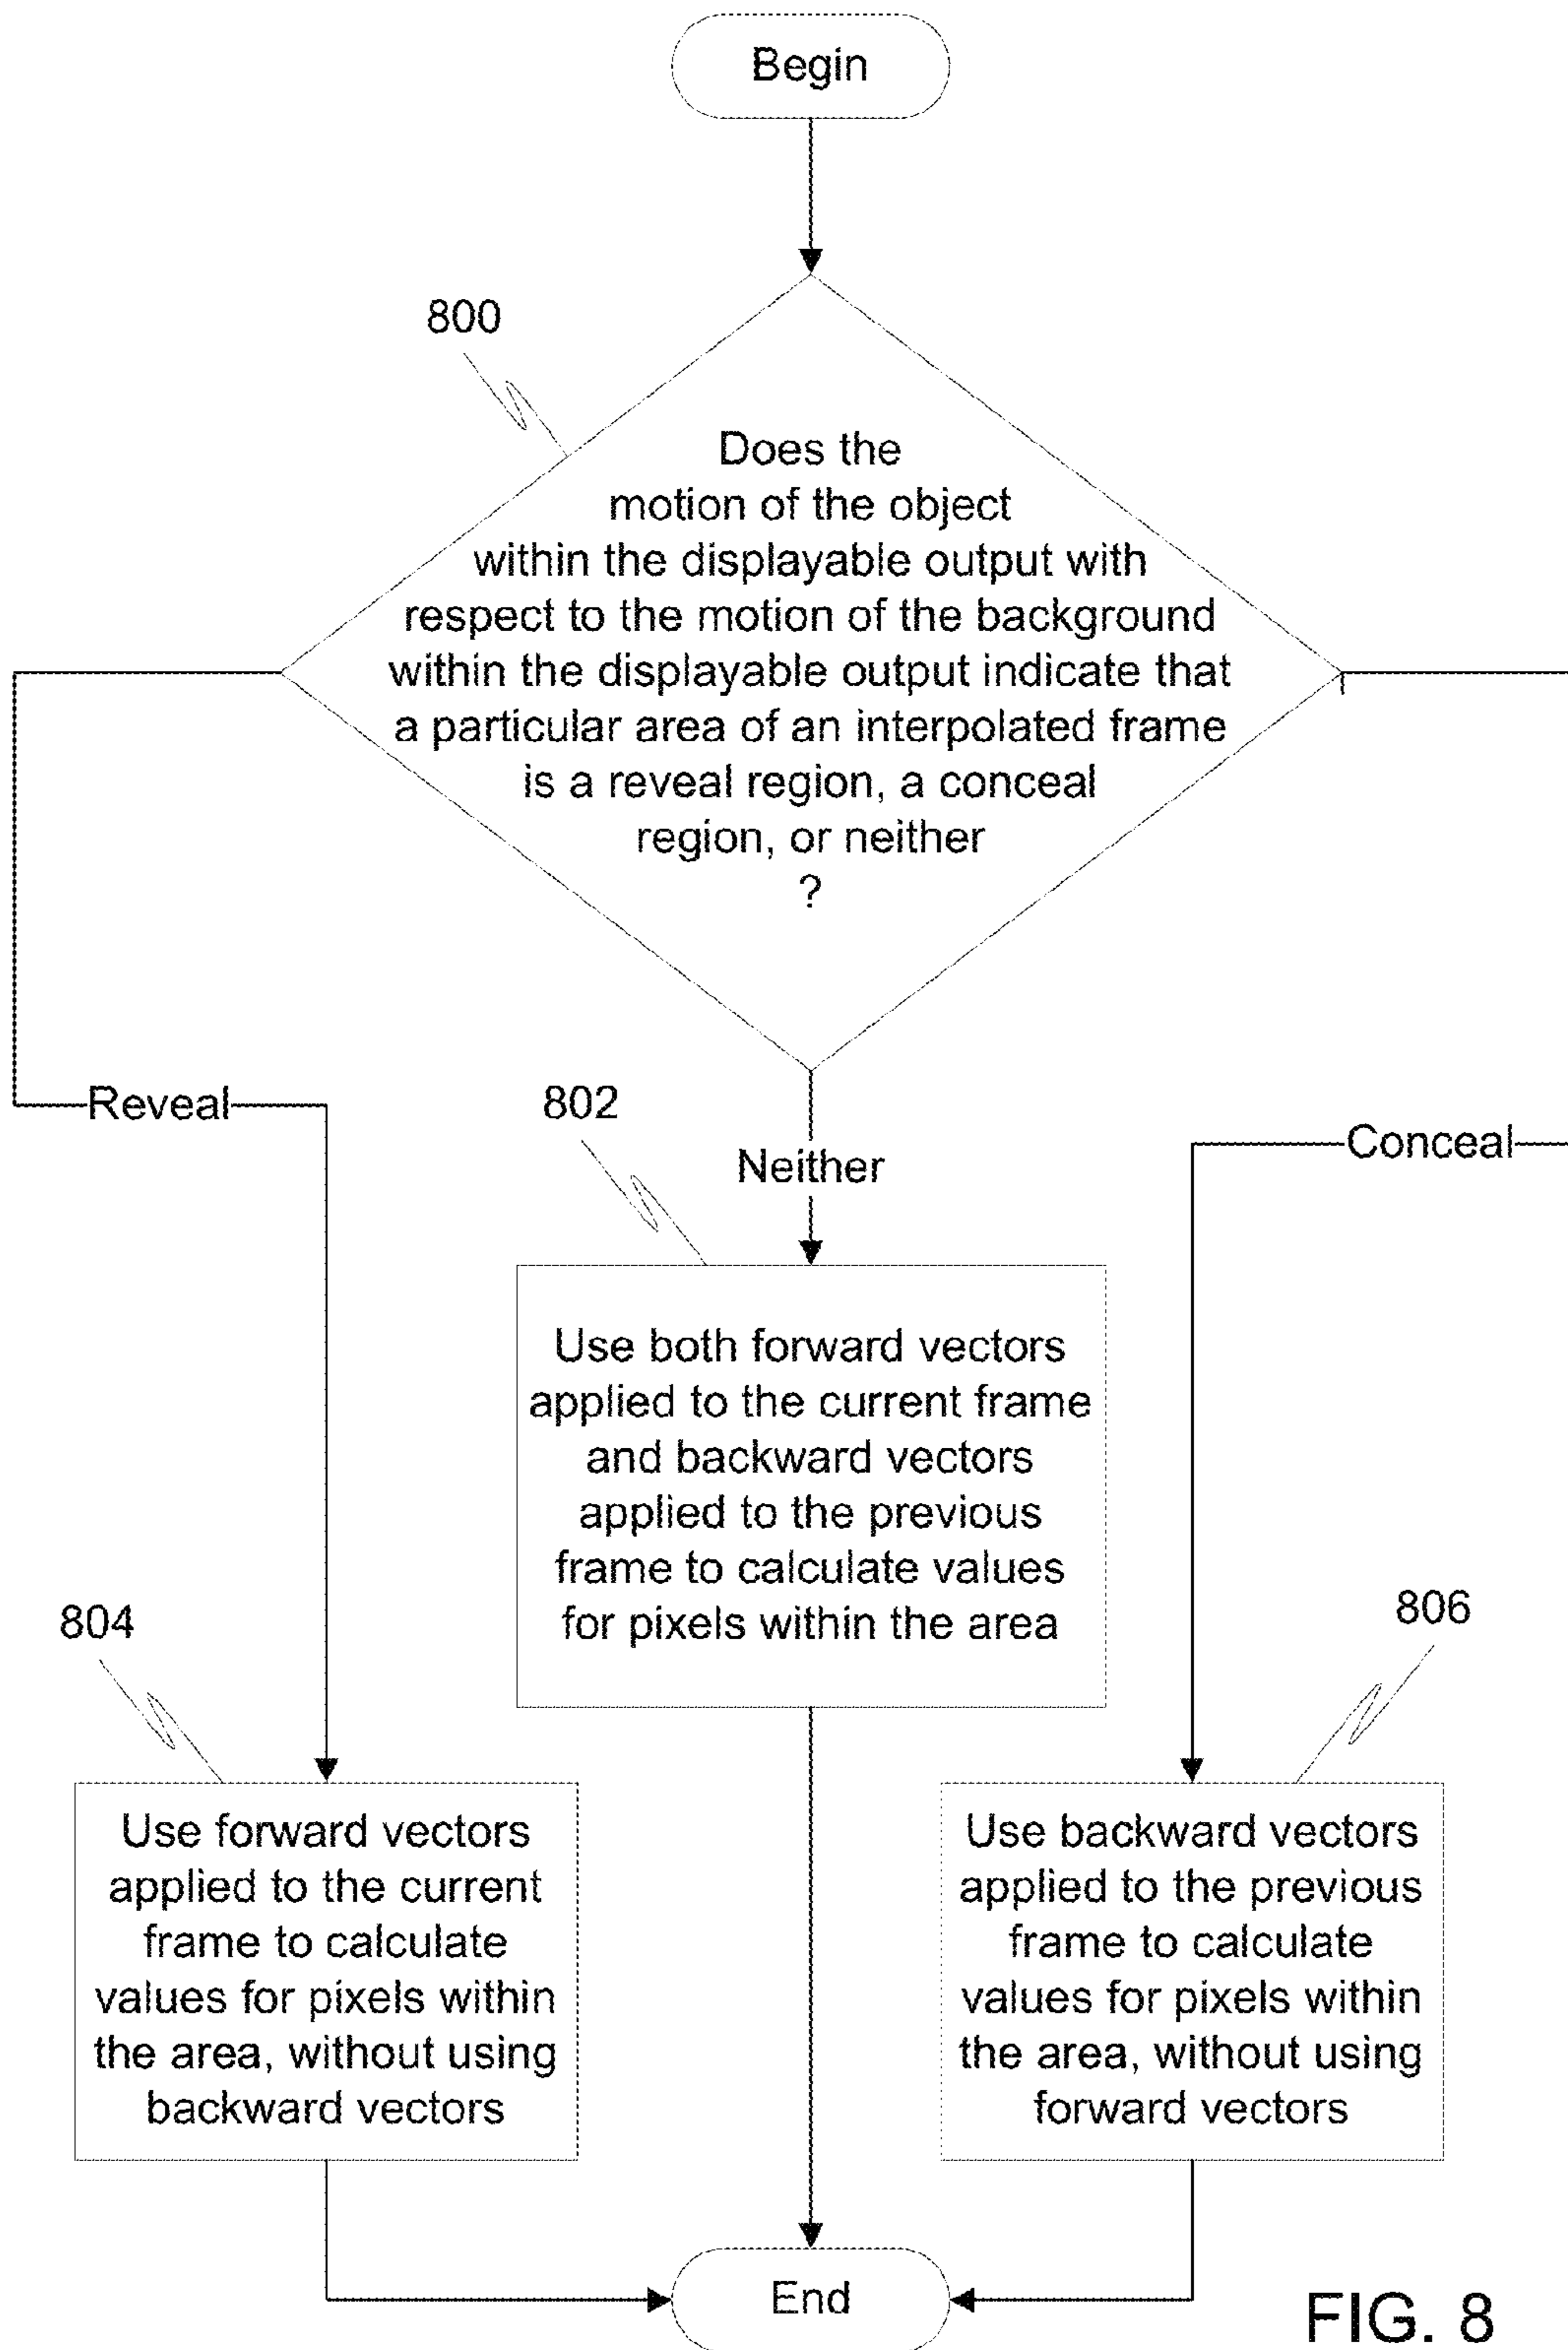 Begin
800
Does the
motion of the object
within the displayable output with
respect to the motion of the background
within the displayable output indicate that
a particular area of an interpolated frame
is a reveal region, a conceal
region, or neither
?
Reveal
802
Neither
Conceal
Use both forward vectors
applied to the current frame
and backward vectors
applied to the previous
frame to calculate values
for pixels within the area
804
Use forward vectors
applied to the current
frame to calculate
values for pixels within
the area, without using
backward vectors
806
Use backward vectors
applied to the previous
frame to calculate
values for pixels within
the area, without using
forward vectors
End
FIG. 8